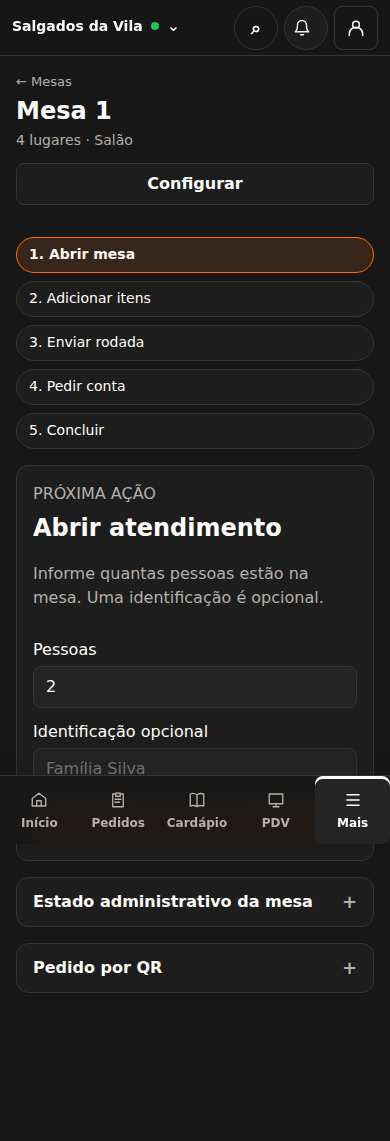 Salgados da Vila
← Mesas
Mesa 1
4 lugares · Salão
Configurar
1. Abrir mesa
2. Adicionar itens
3. Enviar rodada
4. Pedir conta
5. Concluir
PRÓXIMA AÇÃO
Abrir atendimento
Informe quantas pessoas estão na
mesa. Uma identificação é opcional.
Pessoas
2
Identificação opcional
Família Silva
Início Pedidos Cardápio PDV Mais
Estado administrativo da mesa +
Pedido por QR +